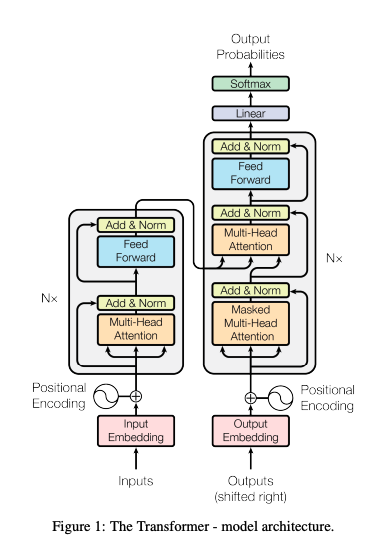 Output
Probabilities
Softmax
Linear
Add & Norm
Feed
Forward
Add & Norm
Multi-Head
Attention
Add & Norm
Masked
Multi-Head
Attention
N×
Add & Norm
Feed
Forward
Add & Norm
Multi-Head
Attention
N×
Positional
Encoding
Positional
Encoding
Input
Embedding
Output
Embedding
Inputs
Outputs
(shifted right)
Figure 1: The Transformer - model architecture.